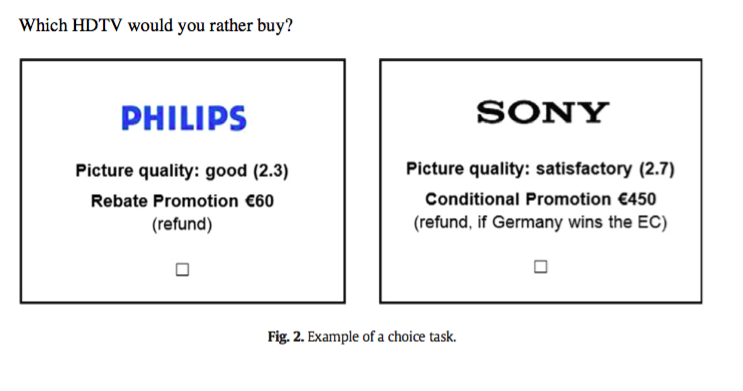 Which HDTV would you rather buy?
PHILIPS
Picture quality: good (2.3)
Rebate Promotion €60
(refund)
SONY
Picture quality: satisfactory (2.7)
Conditional Promotion €450
(refund, if Germany wins the EC)
Fig. 2. Example of a choice task.